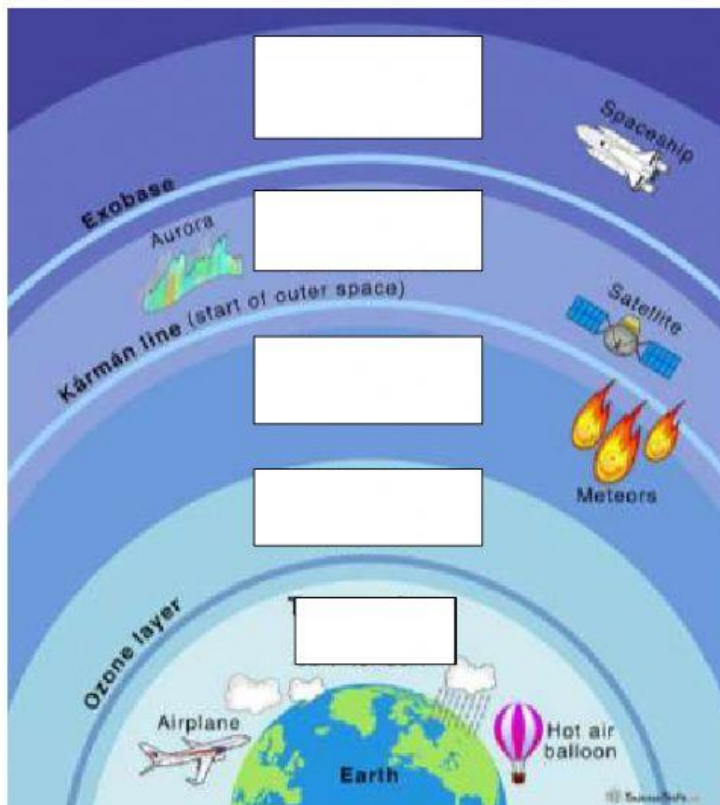 Spaceship
Exobase
Aurora
Satellite
Kármán line (start of outer space)
Meteors
Ozone layer
T
Airplane
Hot air
balloon
Earth